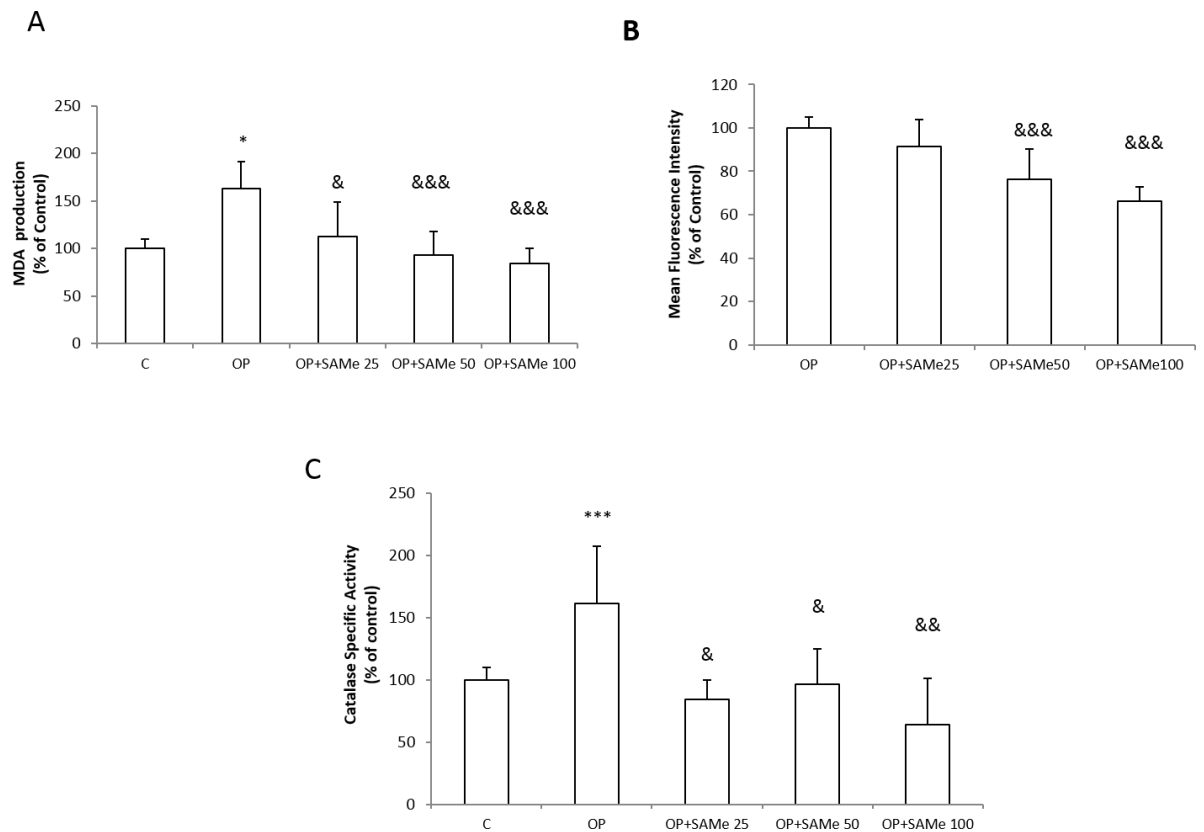 A
MDA production
(% of Control)
250
200
150
100
50
0
*
&
&&&
&&&
C OP OP+SAMe 25 OP+SAMe 50 OP+SAMe 100
B
Mean Fluorescence Intensity
(% of Control)
120
100
80
60
40
20
0
&&&
&&&
OP OP+SAMe25 OP+SAMe50 OP+SAMe100
C
Catalase Specific Activity
(% of control)
250
200
150
100
50
0
***
&
&
&&
C OP OP+SAMe 25 OP+SAMe 50 OP+SAMe 100